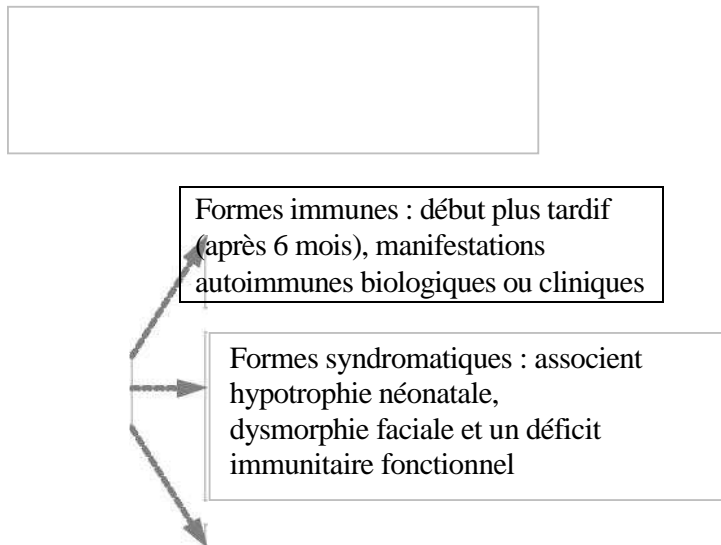 Formes immunes : début plus tardif
(après 6 mois), manifestations
autoimmunes biologiques ou cliniques
Formes syndromatiques : associent
hypotrophie néonatale,
dysmorphie faciale et un déficit
immunitaire fonctionnel